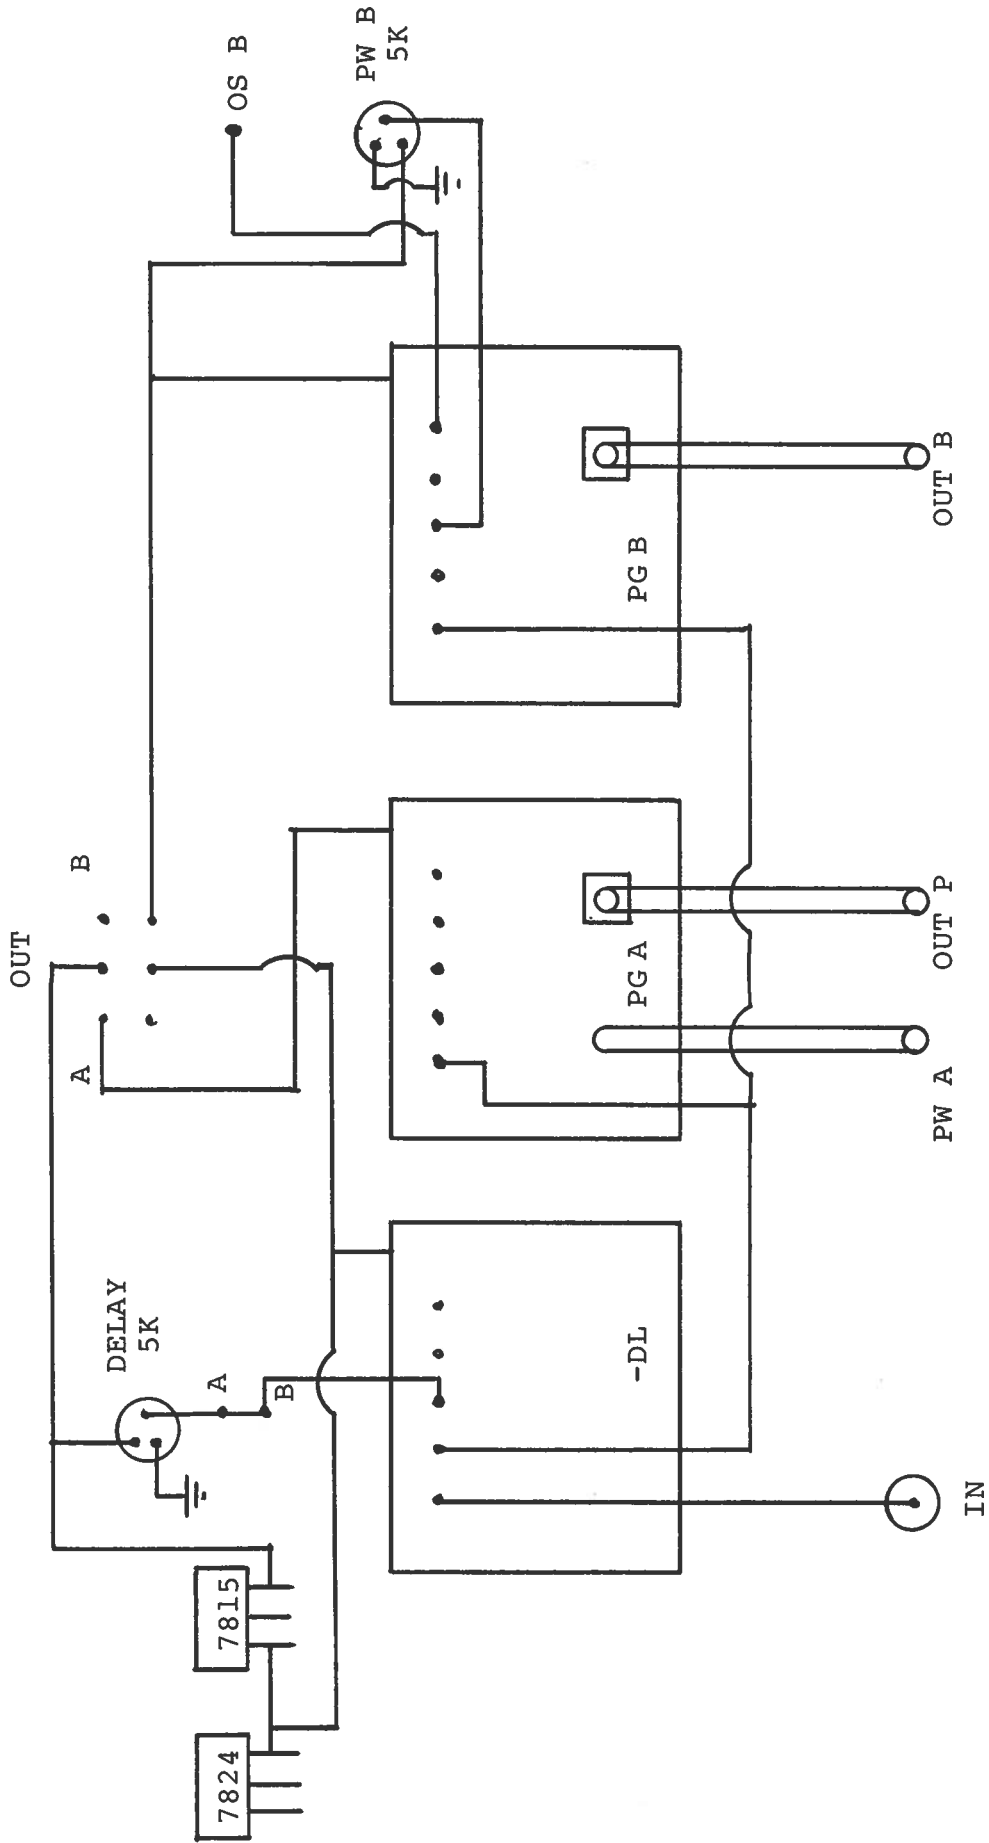 OUT
A
B
DELAY
5K
A
B
7824
7815
OS B
PW B
5K
-DL
PG A
PG B
IN
PW A
OUT P
OUT B